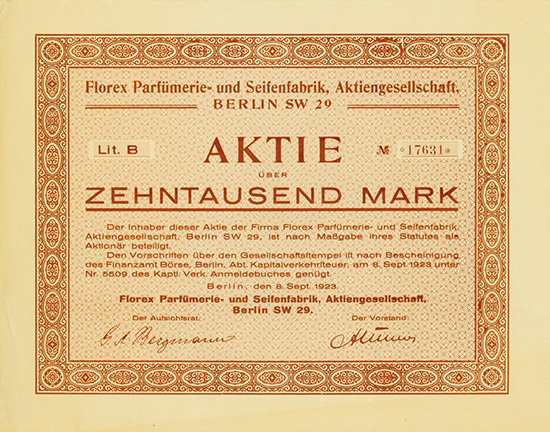 Florex Parfümerie- und Seifenfabrik, Aktiengesellschaft,
BERLIN SW 29
Lit. B
AKTIE
№ *17631*
ÜBER
ZEHNTAUSEND MARK
Der Inhaber dieser Aktie der Firma Florex Parfümerie- und Seifenfabrik,
Aktiengesellschaft, Berlin SW 29, ist nach Maßgabe ihres Statutes als
Aktionär beteiligt.
Den Vorschriften über den Gesellschaftstempel ist nach Bescheinigung
des Finanzamt Börse, Berlin, Abt. Kapitalverkehrsteuer, am 8. Sept. 1923 unter
Nr. 5509 des Kaptl. Verk. Anmeldebuches genügt.
Berlin, den 8. Sept. 1923.
Florex Parfümerie- und Seifenfabrik, Aktiengesellschaft,
Berlin SW 29.
Der Aufsichtsrat:
Der Vorstand:
Bergmann